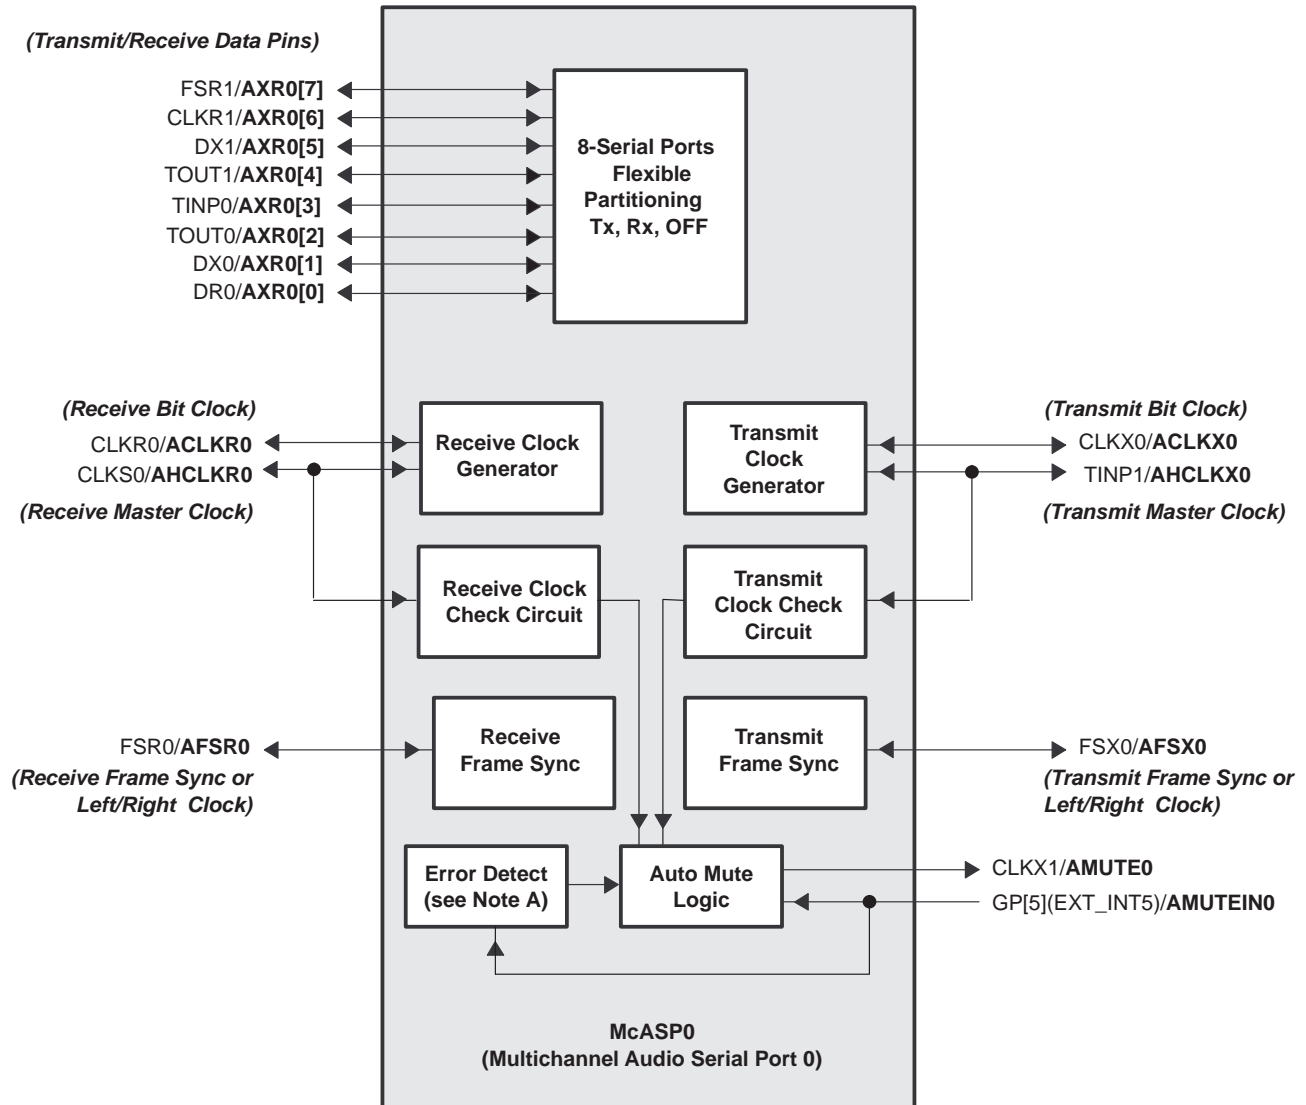 (Transmit/Receive Data Pins)
FSR1/AXR0[7]
CLKR1/AXR0[6]
DX1/AXR0[5]
TOUT1/AXR0[4]
TINP0/AXR0[3]
TOUT0/AXR0[2]
DX0/AXR0[1]
DR0/AXR0[0]
8-Serial Ports
Flexible
Partitioning
Tx, Rx, OFF
(Receive Bit Clock)
CLKR0/ACLKR0
CLKS0/AHCLKR0
(Receive Master Clock)
Receive Clock
Generator
Transmit
Clock
Generator
(Transmit Bit Clock)
CLKX0/ACLKX0
TINP1/AHCLKX0
(Transmit Master Clock)
Receive Clock
Check Circuit
Transmit
Clock Check
Circuit
FSR0/AFSR0
(Receive Frame Sync or
Left/Right Clock)
Receive
Frame Sync
Transmit
Frame Sync
FSX0/AFSX0
(Transmit Frame Sync or
Left/Right Clock)
Error Detect
(see Note A)
Auto Mute
Logic
CLKX1/AMUTE0
GP[5](EXT_INT5)/AMUTEIN0
McASP0
(Multichannel Audio Serial Port 0)